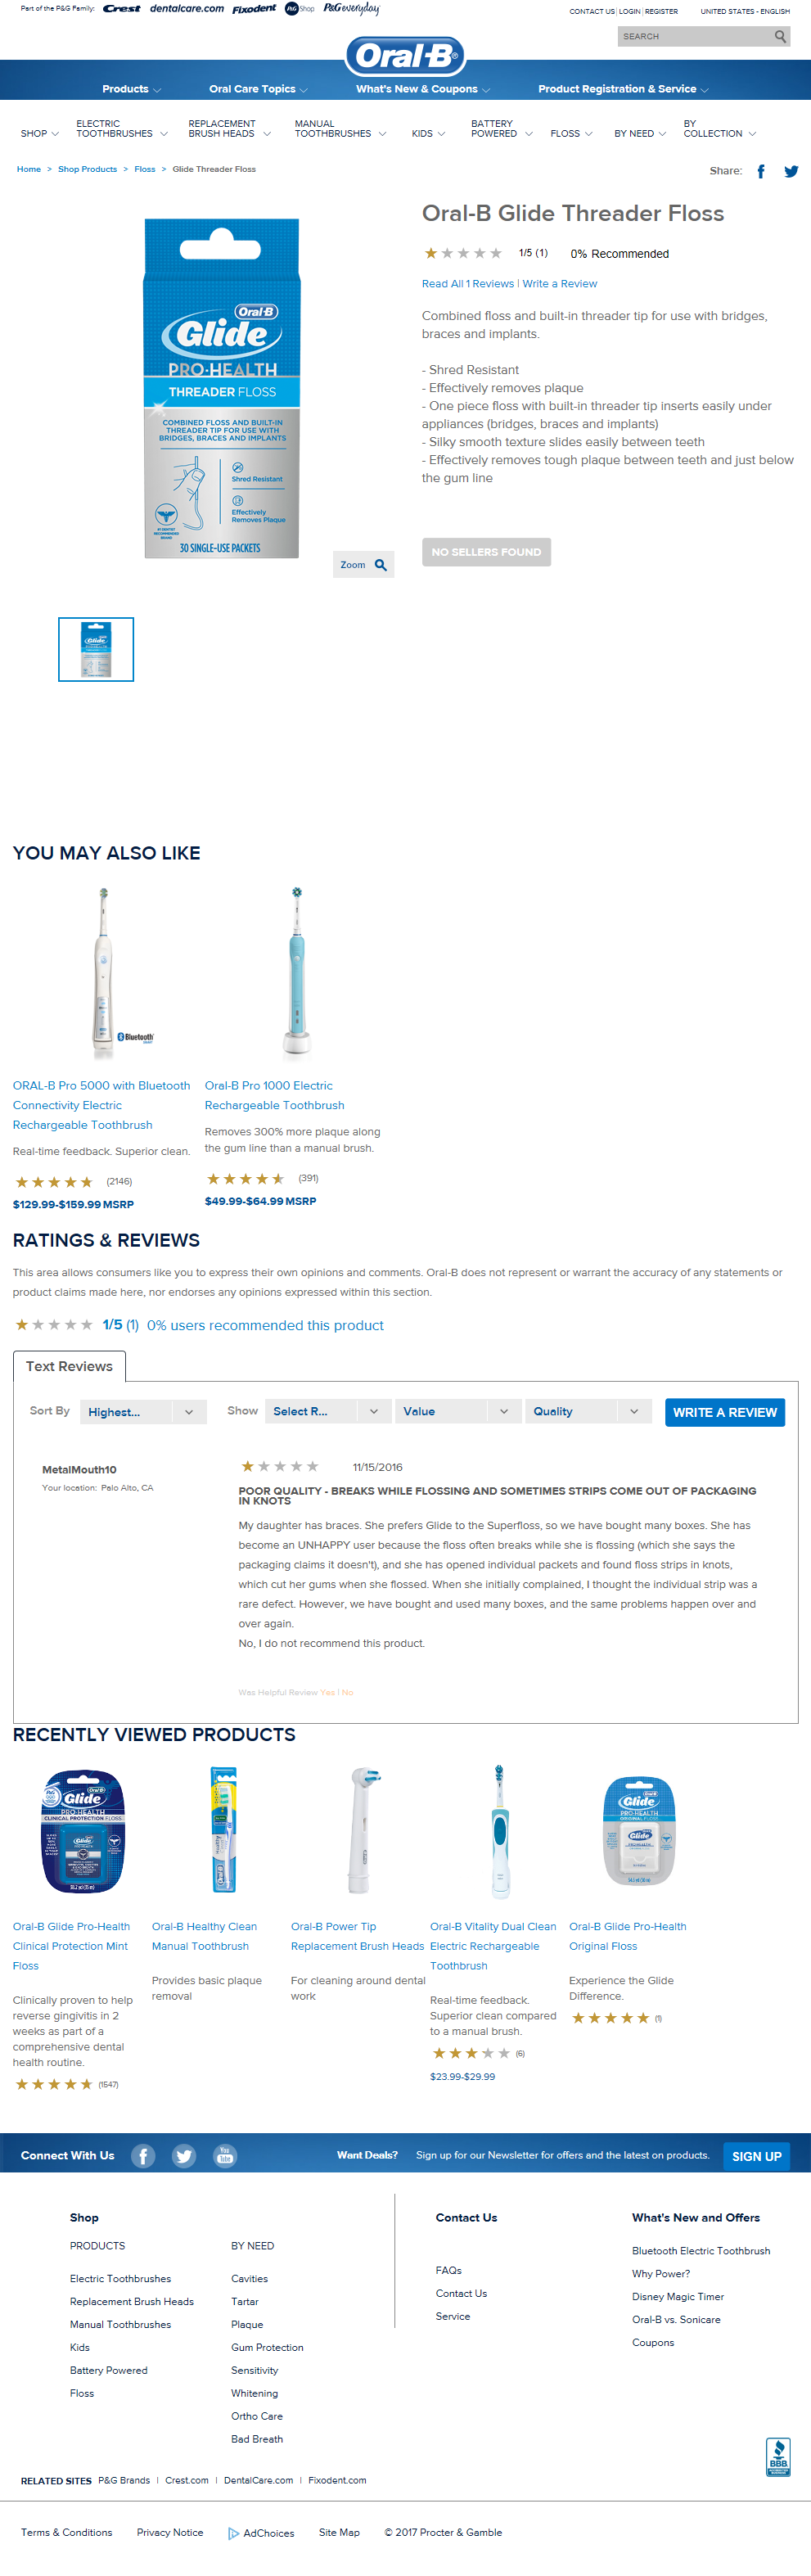 Part of the P&G Family: Crest dentalcare.com Fixodent P&G Shop P&G everyday
CONTACT US | LOGIN | REGISTER UNITED STATES - ENGLISH
SEARCH
Oral-B
Products Oral Care Topics What's New & Coupons Product Registration & Service
SHOP ELECTRIC TOOTHBRUSHES REPLACEMENT BRUSH HEADS MANUAL TOOTHBRUSHES KIDS BATTERY POWERED FLOSS BY NEED BY COLLECTION
Home > Shop Products > Floss > Glide Threader Floss
Share:
Oral-B
Glide
PRO-HEALTH
THREADER FLOSS
COMBINED FLOSS AND BUILT-IN
THREADER TIP FOR USE WITH
BRIDGES, BRACES AND IMPLANTS
Shred Resistant
Effectively
Removes Plaque
#1 DENTIST
RECOMMENDED
BRAND
30 SINGLE-USE PACKETS
Zoom
Oral-B Glide Threader Floss
1/5 (1) 0% Recommended
Read All 1 Reviews | Write a Review
Combined floss and built-in threader tip for use with bridges,
braces and implants.
- Shred Resistant
- Effectively removes plaque
- One piece floss with built-in threader tip inserts easily under
appliances (bridges, braces and implants)
- Silky smooth texture slides easily between teeth
- Effectively removes tough plaque between teeth and just below
the gum line
NO SELLERS FOUND
Glide
YOU MAY ALSO LIKE
Bluetooth
ORAL-B Pro 5000 with Bluetooth
Connectivity Electric
Rechargeable Toothbrush
Real-time feedback. Superior clean.
(2146)
$129.99-$159.99 MSRP
Oral-B Pro 1000 Electric
Rechargeable Toothbrush
Removes 300% more plaque along
the gum line than a manual brush.
(391)
$49.99-$64.99 MSRP
RATINGS & REVIEWS
This area allows consumers like you to express their own opinions and comments. Oral-B does not represent or warrant the accuracy of any statements or
product claims made here, nor endorses any opinions expressed within this section.
1/5 (1) 0% users recommended this product
Text Reviews
Sort By Highest... Show Select R... Value Quality WRITE A REVIEW
MetalMouth10
Your location: Palo Alto, CA
11/15/2016
POOR QUALITY - BREAKS WHILE FLOSSING AND SOMETIMES STRIPS COME OUT OF PACKAGING
IN KNOTS
My daughter has braces. She prefers Glide to the Superfloss, so we have bought many boxes. She has
become an UNHAPPY user because the floss often breaks while she is flossing (which she says the
packaging claims it doesn't), and she has opened individual packets and found floss strips in knots,
which cut her gums when she flossed. When she initially complained, I thought the individual strip was a
rare defect. However, we have bought and used many boxes, and the same problems happen over and
over again.
No, I do not recommend this product.
Was Helpful Review Yes | No
RECENTLY VIEWED PRODUCTS
Oral-B
Glide
PRO-HEALTH
CLINICAL PROTECTION FLOSS
Oral-B
Glide
PRO-HEALTH
ORIGINAL FLOSS
Oral-B Glide Pro-Health
Clinical Protection Mint
Floss
Clinically proven to help
reverse gingivitis in 2
weeks as part of a
comprehensive dental
health routine.
(1547)
Oral-B Healthy Clean
Manual Toothbrush
Provides basic plaque
removal
Oral-B Power Tip
Replacement Brush Heads
For cleaning around dental
work
Oral-B Vitality Dual Clean
Electric Rechargeable
Toothbrush
Real-time feedback.
Superior clean compared
to a manual brush.
(6)
$23.99-$29.99
Oral-B Glide Pro-Health
Original Floss
Experience the Glide
Difference.
(1)
Connect With Us You Tube Want Deals? Sign up for our Newsletter for offers and the latest on products. SIGN UP
Shop
PRODUCTS
Electric Toothbrushes
Replacement Brush Heads
Manual Toothbrushes
Kids
Battery Powered
Floss
BY NEED
Cavities
Tartar
Plaque
Gum Protection
Sensitivity
Whitening
Ortho Care
Bad Breath
Contact Us
FAQs
Contact Us
Service
What's New and Offers
Bluetooth Electric Toothbrush
Why Power?
Disney Magic Timer
Oral-B vs. Sonicare
Coupons
BBB
RELATED SITES P&G Brands | Crest.com | DentalCare.com | Fixodent.com
Terms & Conditions Privacy Notice AdChoices Site Map © 2017 Procter & Gamble